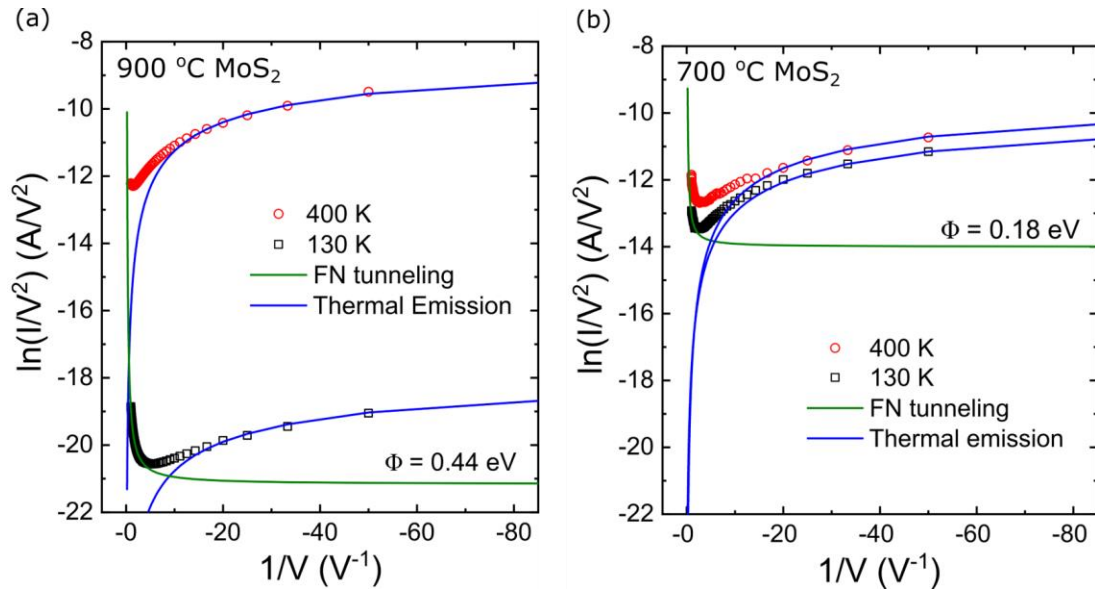 (a)
900 °C MoS₂
400 K
130 K
FN tunneling
Thermal Emission
Φ = 0.44 eV
ln(I/V²) (A/V²)
-8
-10
-12
-14
-16
-18
-20
-22
-0
-20
-40
-60
-80
1/V (V⁻¹)
(b)
700 °C MoS₂
Φ = 0.18 eV
400 K
130 K
FN tunneling
Thermal emission
ln(I/V²) (A/V²)
-8
-10
-12
-14
-16
-18
-20
-22
-0
-20
-40
-60
-80
1/V (V⁻¹)